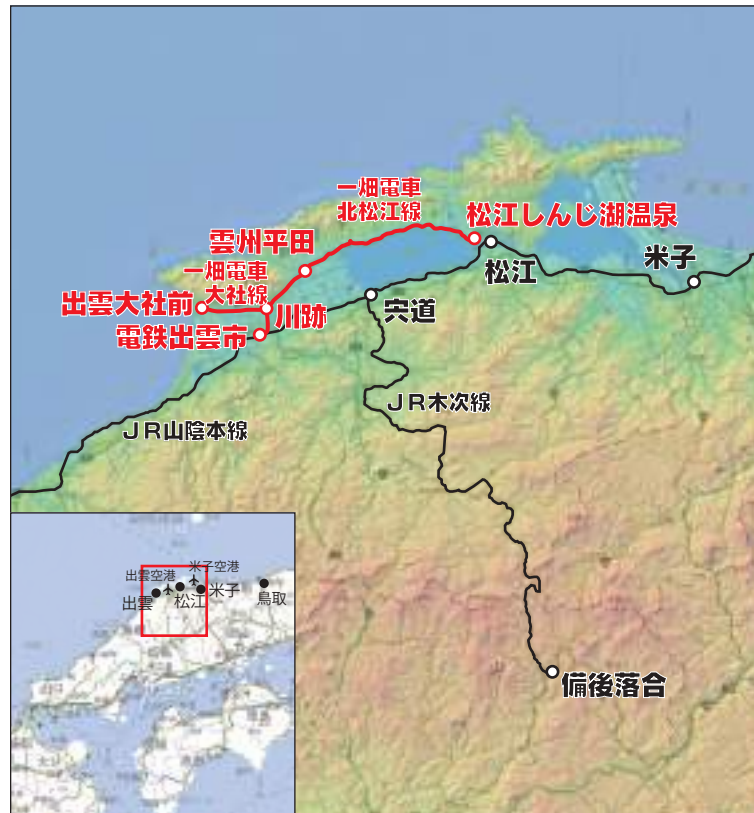 一畑電車
北松江線
松江しんじ湖温泉
雲州平田
松江
米子
一畑電車
大社線
出雲大社前
川跡
宍道
電鉄出雲市
JR木次線
JR山陰本線
米子空港
出雲空港
出雲
松江
米子
鳥取
備後落合